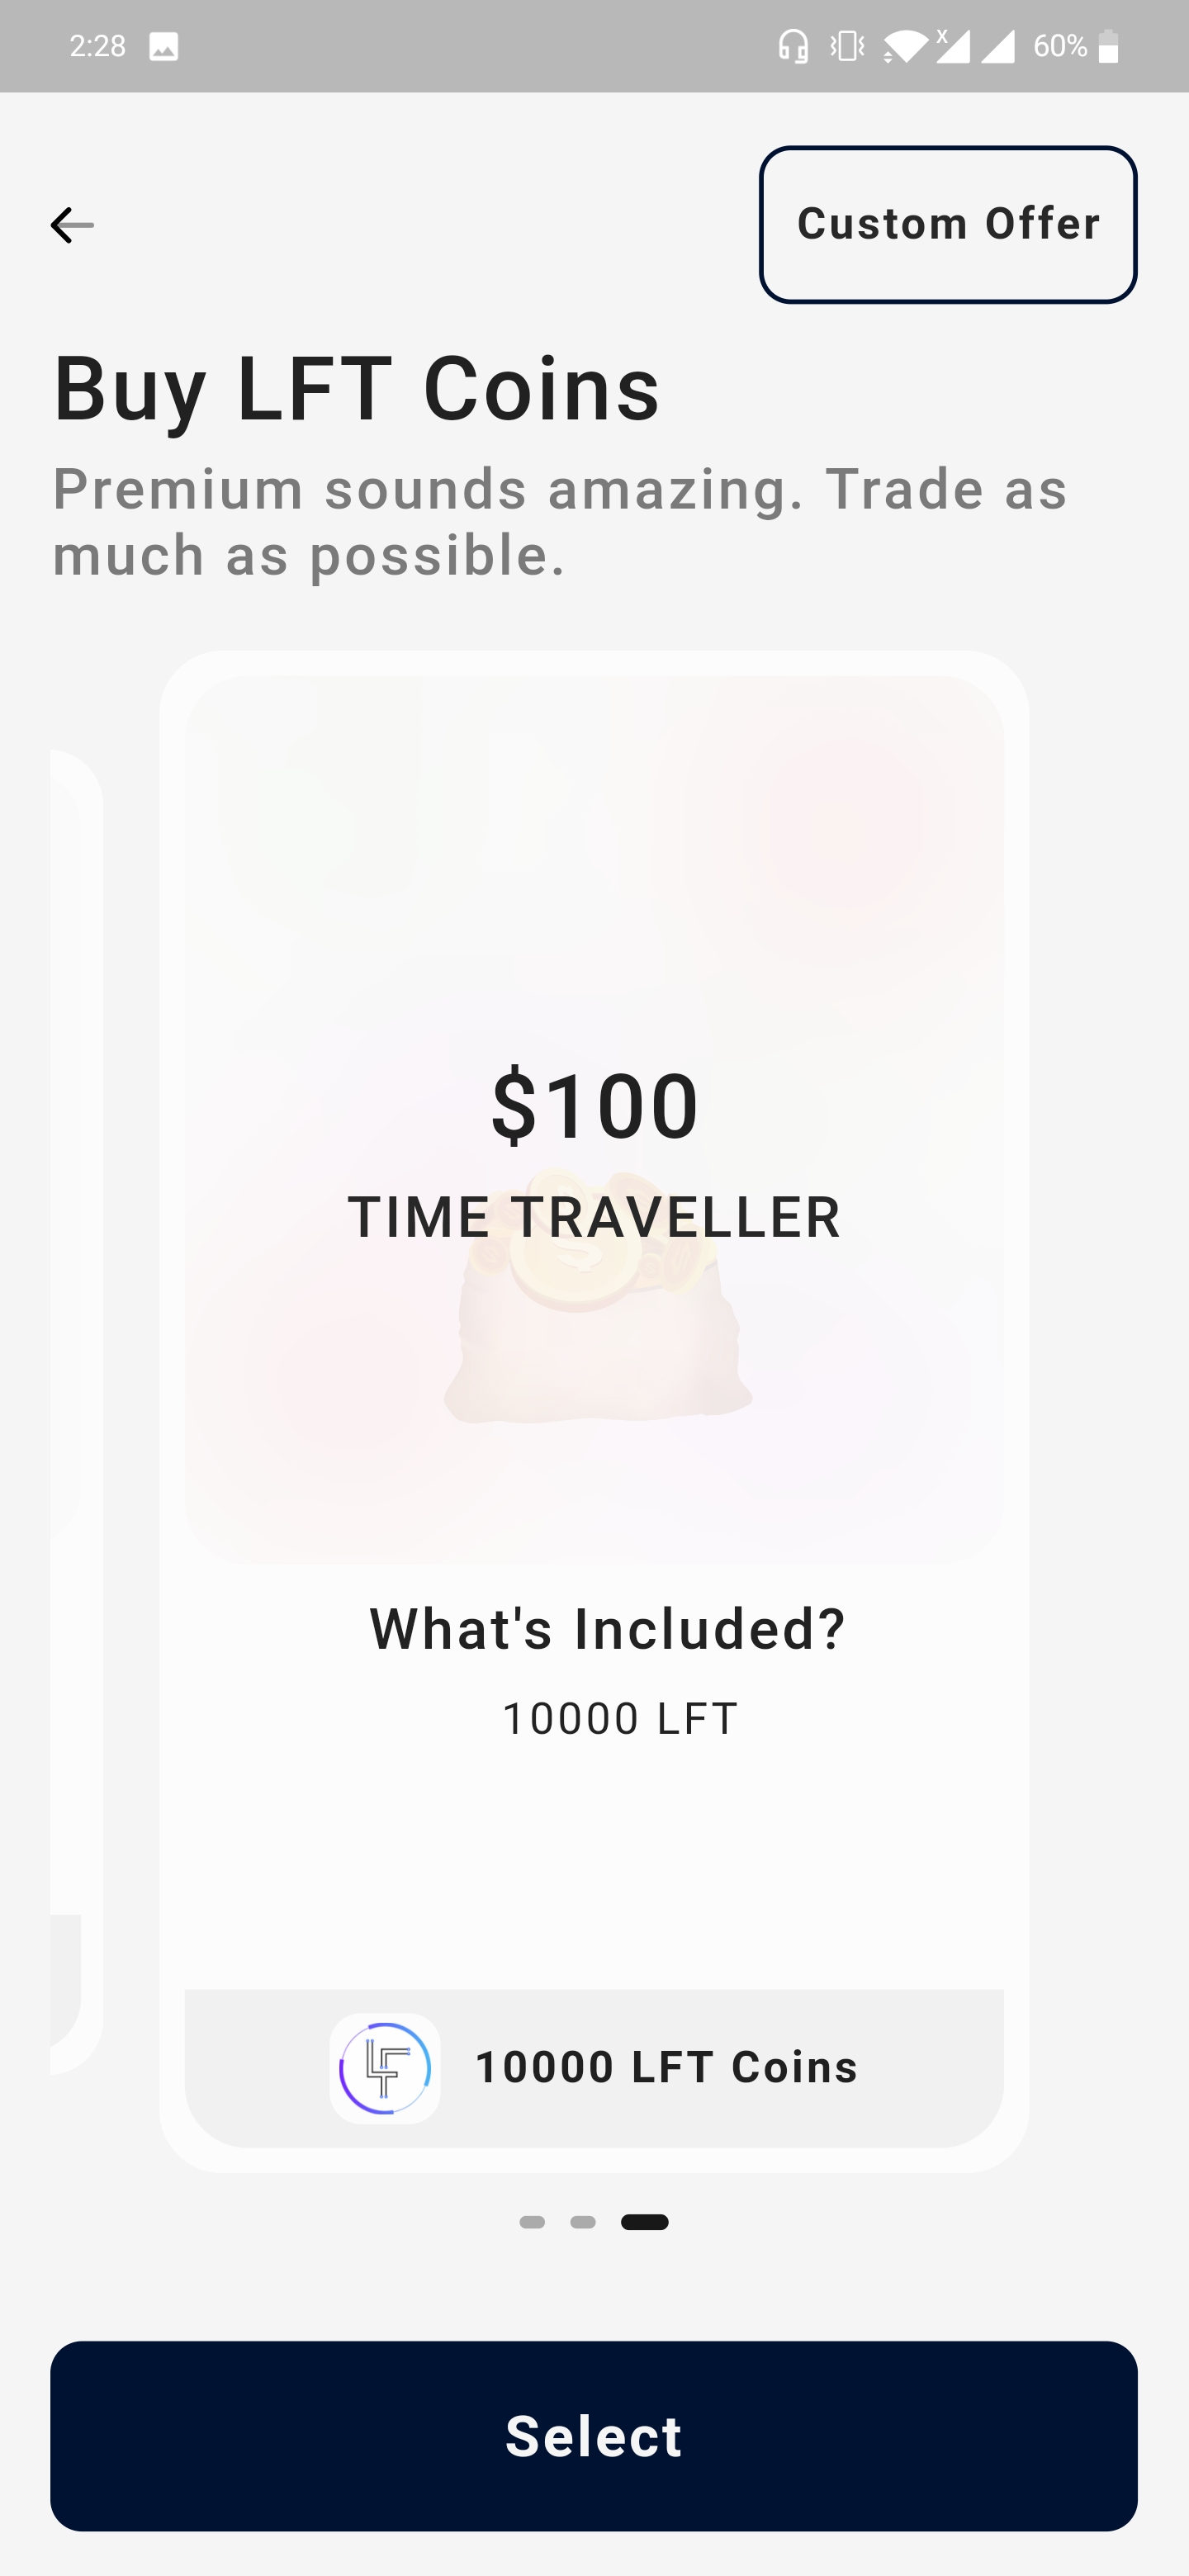 2:28
X
60%
Custom Offer
Buy LFT Coins
Premium sounds amazing. Trade as
much as possible.
$100
TIME TRAVELLER
What's Included?
10000 LFT
10000 LFT Coins
Select